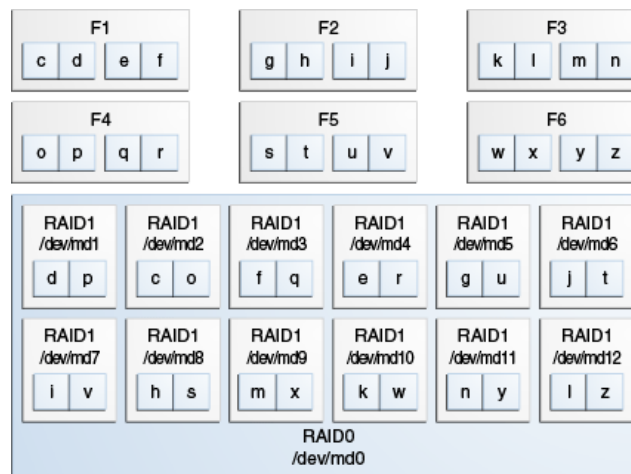 F1 F2 F3
c d e f g h i j k l m n
F4 F5 F6
o p q r s t u v w x y z
RAID1 RAID1 RAID1 RAID1 RAID1 RAID1
/dev/md1 /dev/md2 /dev/md3 /dev/md4 /dev/md5 /dev/md6
d p c o f q e r g u j t
RAID1 RAID1 RAID1 RAID1 RAID1 RAID1
/dev/md7 /dev/md8 /dev/md9 /dev/md10 /dev/md11 /dev/md12
i v h s m x k w n y l z
RAID0
/dev/md0